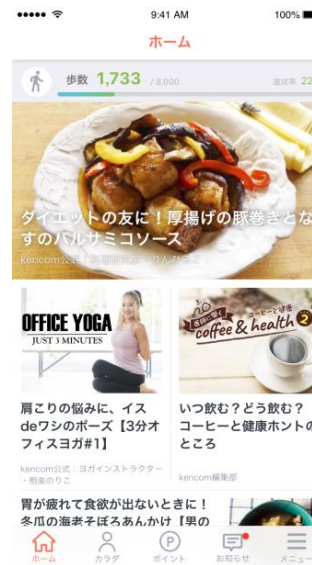 9:41 AM 100%
ホーム
歩数 1,733 / 8,000 達成率 22
ダイエットの友に！厚揚げの豚巻きとな
すのバルサミコソース
kencom公式：
OFFICE YOGA
JUST 3 MINUTES
医師に聞く コーヒーと健康
coffee & health 2
肩こりの悩みに、イス
deワシのポーズ【3分オ
フィスヨガ#1】
kencom公式：ヨガインストラクター
・相楽のりこ
いつ飲む？どう飲む？
コーヒーと健康ホントの
ところ
kencom編集部
胃が疲れて食欲が出ないときに！
冬瓜の海老そぼろあんかけ【男の
ホーム カラダ ポイント お知らせ メニュー
P